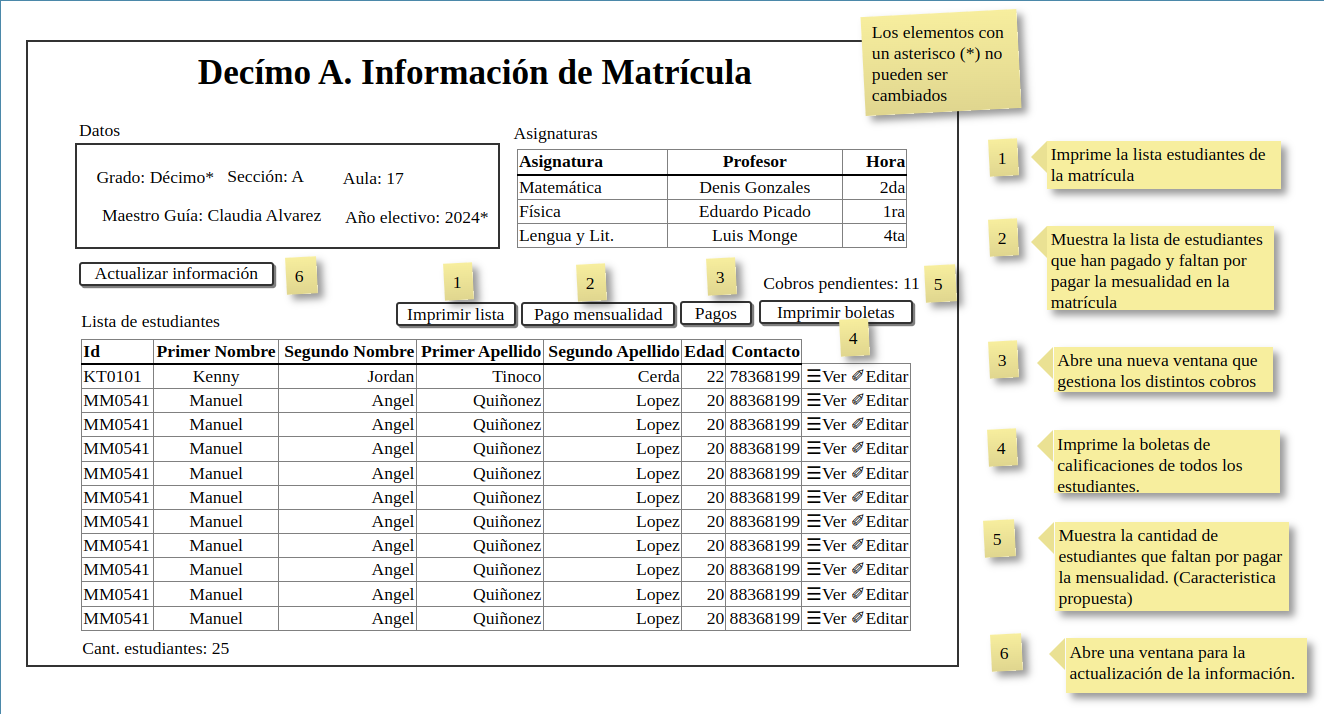 Los elementos con
un asterisco (*) no
pueden ser
cambiados
Decímo A. Información de Matrícula
Datos
Grado: Décimo* Sección: A Aula: 17
Maestro Guía: Claudia Alvarez Año electivo: 2024*
Asignaturas
Asignatura Profesor Hora
Matemática Denis Gonzales 2da
Física Eduardo Picado 1ra
Lengua y Lit. Luis Monge 4ta
Actualizar información 6
1 2 3 Cobros pendientes: 11 5
Imprimir lista Pago mensualidad Pagos Imprimir boletas
4
Lista de estudiantes
Id Primer Nombre Segundo Nombre Primer Apellido Segundo Apellido Edad Contacto
KT0101 Kenny Jordan Tinoco Cerda 22 78368199 ☰Ver ✐Editar
MM0541 Manuel Angel Quiñonez Lopez 20 88368199 ☰Ver ✐Editar
MM0541 Manuel Angel Quiñonez Lopez 20 88368199 ☰Ver ✐Editar
MM0541 Manuel Angel Quiñonez Lopez 20 88368199 ☰Ver ✐Editar
MM0541 Manuel Angel Quiñonez Lopez 20 88368199 ☰Ver ✐Editar
MM0541 Manuel Angel Quiñonez Lopez 20 88368199 ☰Ver ✐Editar
MM0541 Manuel Angel Quiñonez Lopez 20 88368199 ☰Ver ✐Editar
MM0541 Manuel Angel Quiñonez Lopez 20 88368199 ☰Ver ✐Editar
MM0541 Manuel Angel Quiñonez Lopez 20 88368199 ☰Ver ✐Editar
MM0541 Manuel Angel Quiñonez Lopez 20 88368199 ☰Ver ✐Editar
MM0541 Manuel Angel Quiñonez Lopez 20 88368199 ☰Ver ✐Editar
Cant. estudiantes: 25
1
Imprime la lista estudiantes de
la matrícula
2
Muestra la lista de estudiantes
que han pagado y faltan por
pagar la mesualidad en la
matrícula
3
Abre una nueva ventana que
gestiona los distintos cobros
4
Imprime la boletas de
calificaciones de todos los
estudiantes.
5
Muestra la cantidad de
estudiantes que faltan por pagar
la mensualidad. (Caracteristica
propuesta)
6
Abre una ventana para la
actualización de la información.